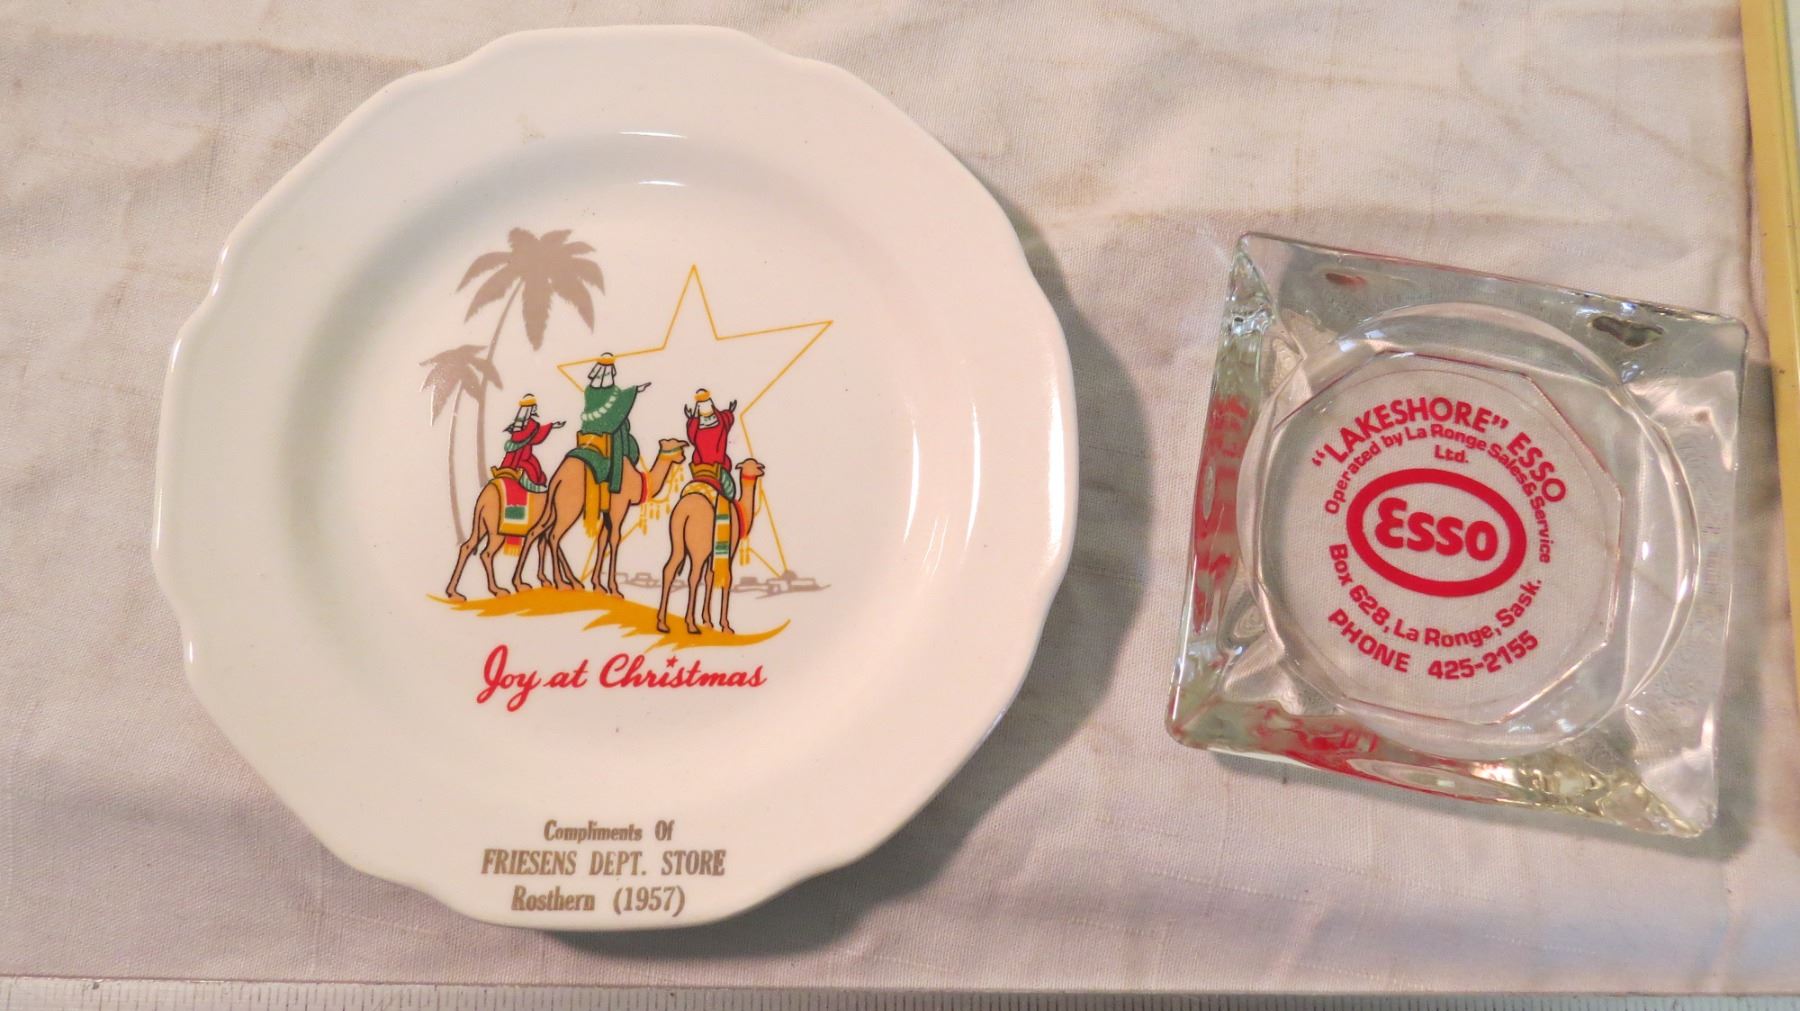 Joy at Christmas
Compliments Of
FRIESENS DEPT. STORE
Rosthern (1957)
"LAKESHORE" ESSO
Operated by La Ronge Sales & Service
Ltd.
Esso
Box 628, La Ronge, Sask.
PHONE 425-2155